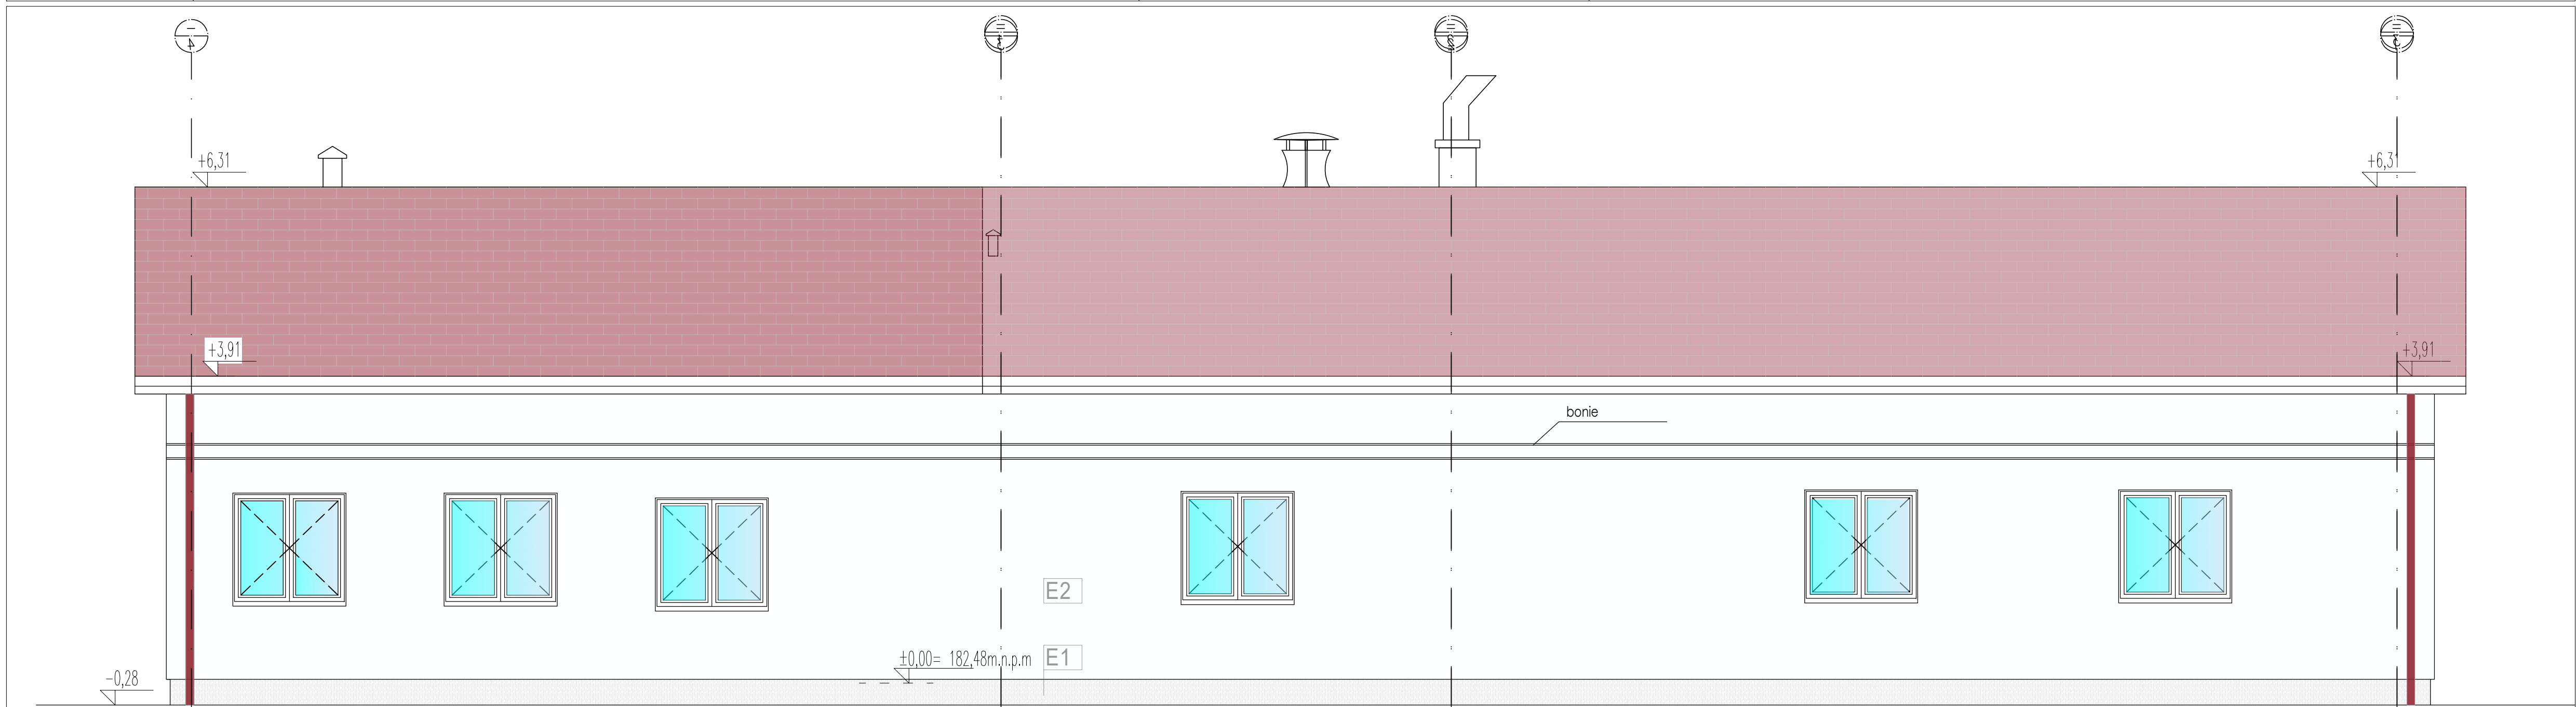 +6,31
+6,31
+3,91
+3,91
bonie
E2
±0,00= 182,48m.n.p.m
E1
-0,28